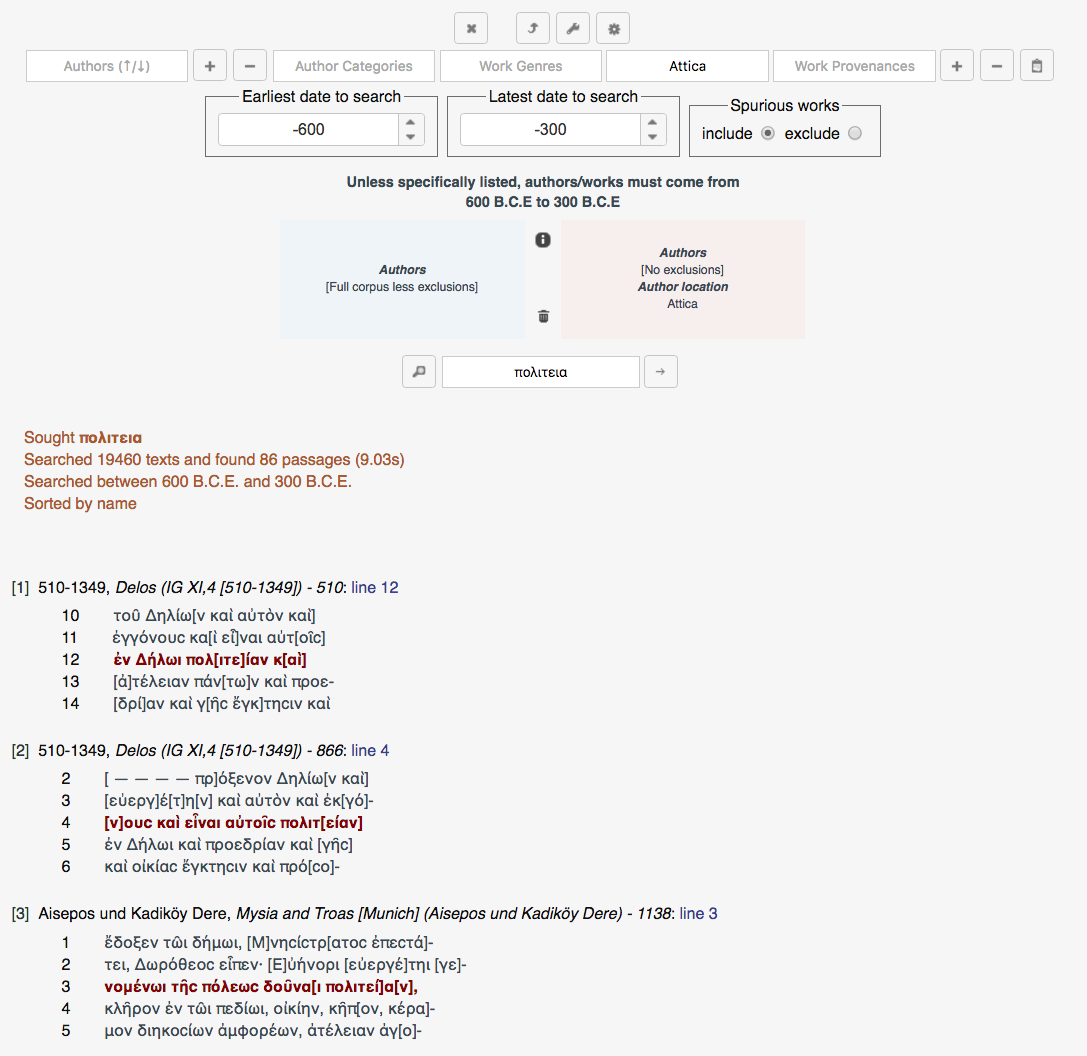 Authors (↑/↓) + − Author Categories Work Genres Attica Work Provenances + −
Earliest date to search Latest date to search Spurious works
-600 -300 include exclude
Unless specifically listed, authors/works must come from
600 B.C.E to 300 B.C.E
Authors
[Full corpus less exclusions]
Authors
[No exclusions]
Author location
Attica
πολιτεια →
Sought πολιτεια
Searched 19460 texts and found 86 passages (9.03s)
Searched between 600 B.C.E. and 300 B.C.E.
Sorted by name
[1] 510-1349, Delos (IG XI,4 [510-1349]) - 510: line 12
10 τοῦ Δηλίω[ν καὶ αὐτὸν καὶ]
11 ἐγγόνουϲ κα[ὶ εἶ]ναι αὐτ[οῖϲ]
12 ἐν Δήλωι πολ[ιτε]ίαν κ[αὶ]
13 [ἀ]τέλειαν πάν[τω]ν καὶ προε-
14 [δρί]αν καὶ γ[ῆϲ ἔγκ]τηϲιν καὶ
[2] 510-1349, Delos (IG XI,4 [510-1349]) - 866: line 4
2 [ — — — — πρ]όξενον Δηλίω[ν καὶ]
3 [εὐεργ]έ[τ]η[ν] καὶ αὐτὸν καὶ ἐκ[γό]-
4 [ν]ουϲ καὶ εἶναι αὐτοῖϲ πολιτ[είαν]
5 ἐν Δήλωι καὶ προεδρίαν καὶ [γῆϲ]
6 καὶ οἰκίαϲ ἔγκτηϲιν καὶ πρό[ϲο]-
[3] Aisepos und Kadiköy Dere, Mysia and Troas [Munich] (Aisepos und Kadiköy Dere) - 1138: line 3
1 ἔδοξεν τῶι δήμωι, [Μ]νηϲίϲτρ[ατοϲ ἐπεϲτά]-
2 τει, Δωρόθεοϲ εἶπεν· [Ε]ὐήνορι [εὐεργέ]τηι [γε]-
3 νομένωι τῆϲ πόλεωϲ δοῦνα[ι πολιτεί]α[ν],
4 κλῆρον ἐν τῶι πεδίωι, οἰκίην, κῆπ[ον, κέρα]-
5 μον διηκοϲίων ἀμφορέων, ἀτέλειαν ἀγ[ο]-